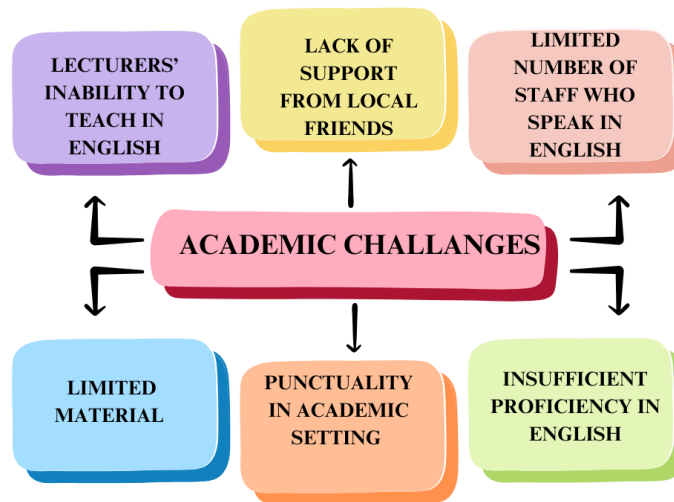 LECTURERS'
INABILITY TO
TEACH IN
ENGLISH
LACK OF
SUPPORT
FROM LOCAL
FRIENDS
LIMITED
NUMBER OF
STAFF WHO
SPEAK IN
ENGLISH
ACADEMIC CHALLANGES
LIMITED
MATERIAL
PUNCTUALITY
IN ACADEMIC
SETTING
INSUFFICIENT
PROFICIENCY IN
ENGLISH